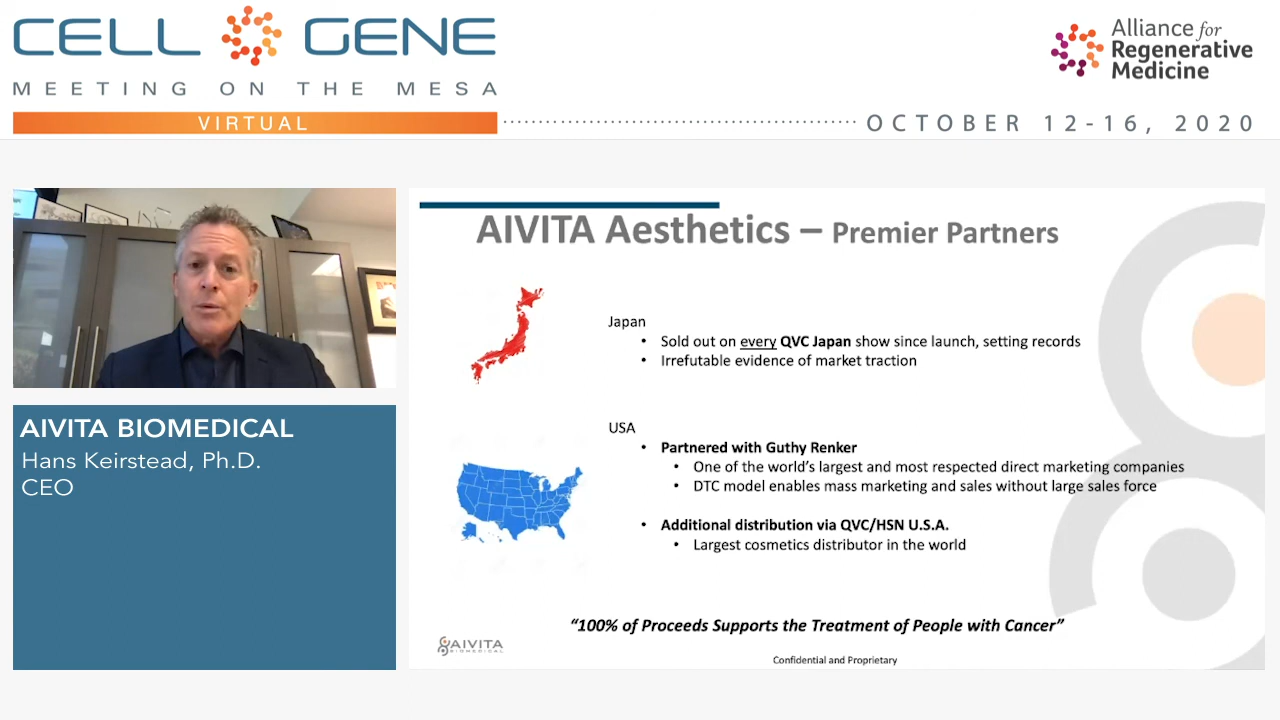 CELL GENE
MEETING ON THE MESA
VIRTUAL
Alliance for
Regenerative
Medicine
OCTOBER 12-16, 2020
AIVITA BIOMEDICAL
Hans Keirstead, Ph.D.
CEO
AIVITA Aesthetics – Premier Partners
Japan
• Sold out on every QVC Japan show since launch, setting records
• Irrefutable evidence of market traction
USA
• Partnered with Guthy Renker
• One of the world's largest and most respected direct marketing companies
• DTC model enables mass marketing and sales without large sales force
• Additional distribution via QVC/HSN U.S.A.
• Largest cosmetics distributor in the world
“100% of Proceeds Supports the Treatment of People with Cancer”
AIVITA
BIOMEDICAL
Confidential and Proprietary